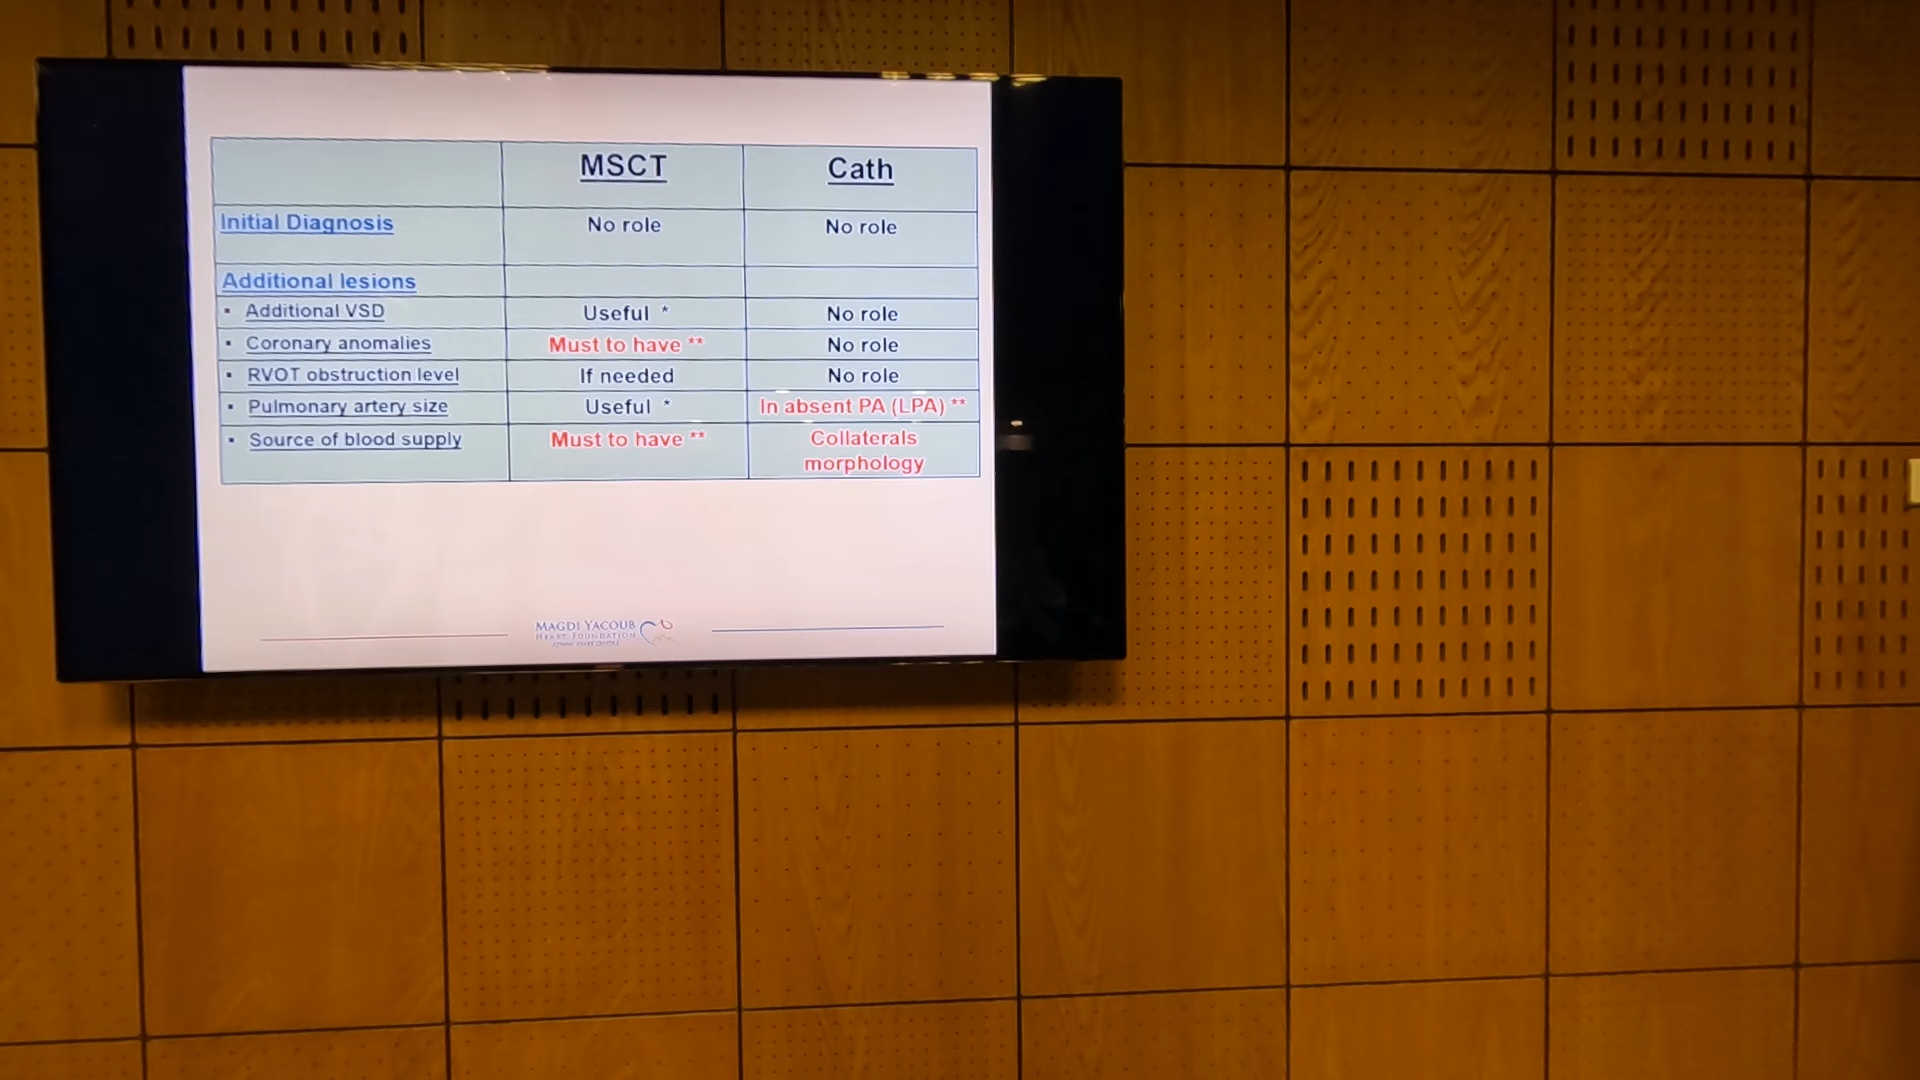 MSCT Cath
Initial Diagnosis No role No role
Additional lesions
▪ Additional VSD Useful * No role
▪ Coronary anomalies Must to have ** No role
▪ RVOT obstruction level If needed No role
▪ Pulmonary artery size Useful * In absent PA (LPA) **
▪ Source of blood supply Must to have ** Collaterals
morphology
MAGDI YACOUB
HEART FOUNDATION